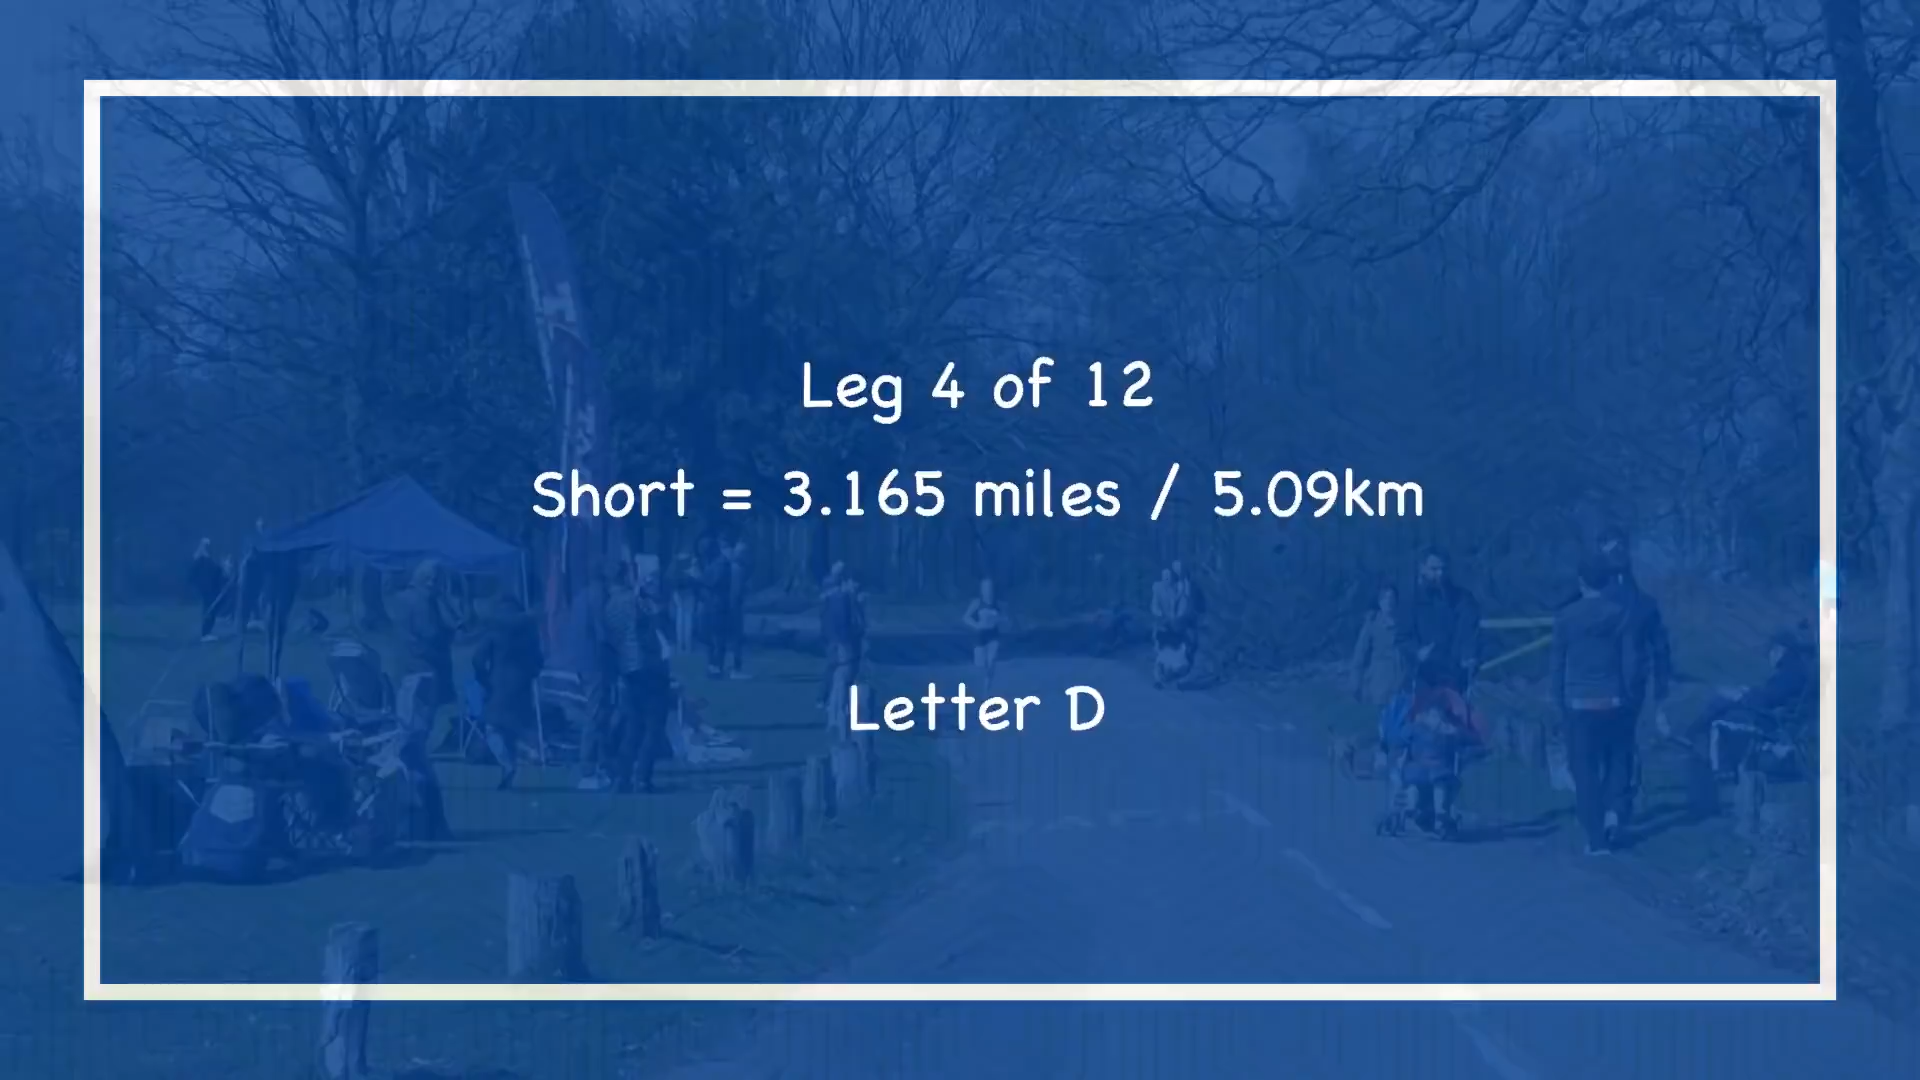 Leg 4 of 12
Short = 3.165 miles / 5.09km
Letter D